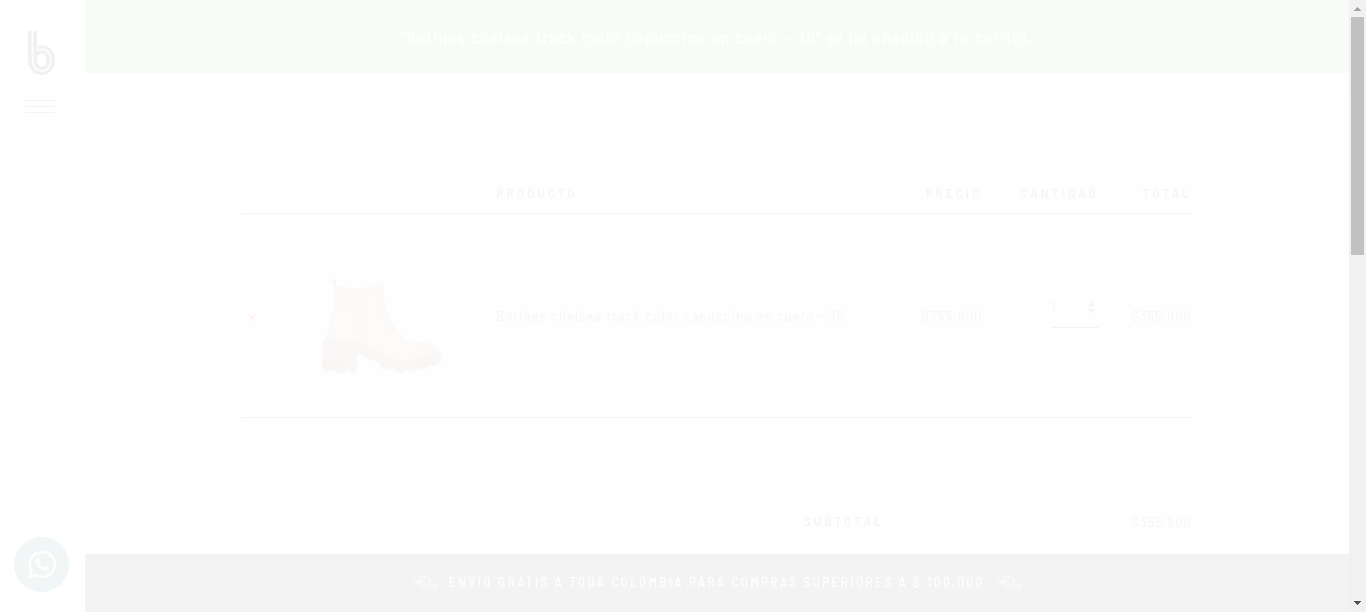 b
"Botines chelsea track color capuccino en cuero - 36" se ha añadido a tu carrito.
PRODUCTO PRECIO CANTIDAD TOTAL
× Botines chelsea track color capuccino en cuero - 36 $355.900 1 $355.900
SUBTOTAL $355.900
ENVÍO GRATIS A TODA COLOMBIA PARA COMPRAS SUPERIORES A $ 100.000